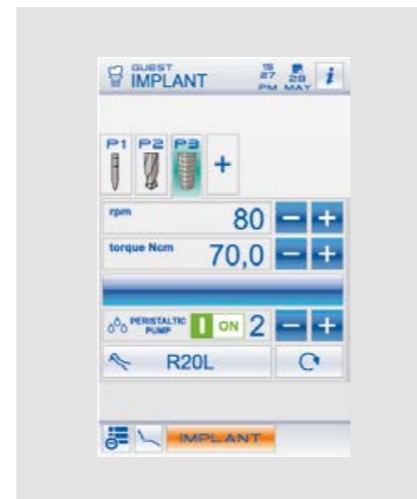 GUEST
IMPLANT
15
27
PM
28
MAY
i
P1 P2 P3 +
rpm 80 − +
torque Ncm 70,0 − +
PERISTALTIC
PUMP I ON 2 − +
R20L
IMPLANT